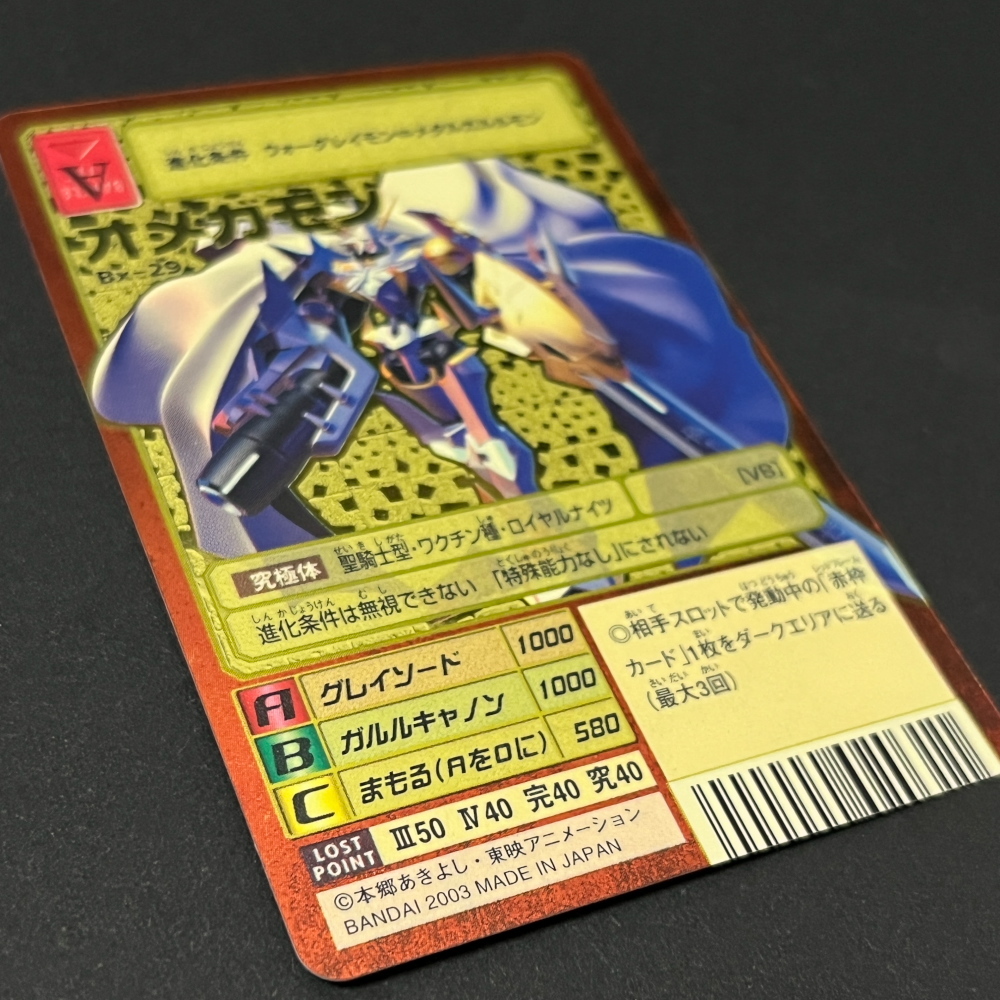 進化条件 ウォーグレイモン＋メタルガルルモン
A
オメガモン
Bx-29
[VB]
究極体 聖騎士型・ワクチン種・ロイヤルナイツ
進化条件は無視できない 「特殊能力なし」にされない
A グレイソード 1000
B ガルルキャノン 1000
C まもる(Aを0に) 580
LOST POINT Ⅲ50 Ⅳ40 完40 究40
©本郷あきよし・東映アニメーション
BANDAI 2003 MADE IN JAPAN
◎相手スロットで発動中の「赤枠
カード」1枚をダークエリアに送る
(最大3回)